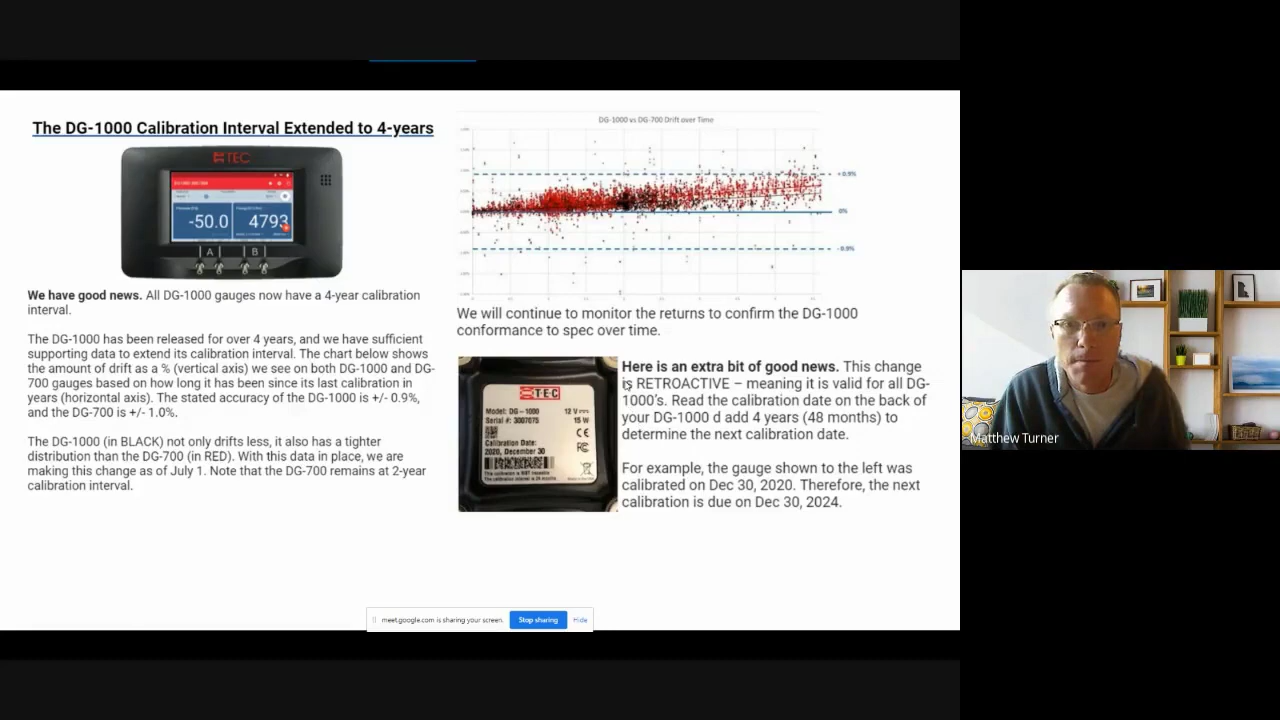 The DG-1000 Calibration Interval Extended to 4-years
TEC
-50.0
4793
A
B
We have good news. All DG-1000 gauges now have a 4-year calibration
interval.
The DG-1000 has been released for over 4 years, and we have sufficient
supporting data to extend its calibration interval. The chart below shows
the amount of drift as a % (vertical axis) we see on both DG-1000 and DG-
700 gauges based on how long it has been since its last calibration in
years (horizontal axis). The stated accuracy of the DG-1000 is +/- 0.9%,
and the DG-700 is +/- 1.0%.
The DG-1000 (in BLACK) not only drifts less, it also has a tighter
distribution than the DG-700 (in RED). With this data in place, we are
making this change as of July 1. Note that the DG-700 remains at 2-year
calibration interval.
DG-1000 vs DG-700 Drift over Time
+ 0.9%
0%
- 0.9%
We will continue to monitor the returns to confirm the DG-1000
conformance to spec over time.
TEC
Model: DG-1000
12 V
Serial #: 3007675
15 W
CE
Calibration Date:
2020, December 30
Here is an extra bit of good news. This change
is RETROACTIVE – meaning it is valid for all DG-
1000's. Read the calibration date on the back of
your DG-1000 d add 4 years (48 months) to
determine the next calibration date.
For example, the gauge shown to the left was
calibrated on Dec 30, 2020. Therefore, the next
calibration is due on Dec 30, 2024.
meet.google.com is sharing your screen.
Stop sharing
Hide
Matthew Turner